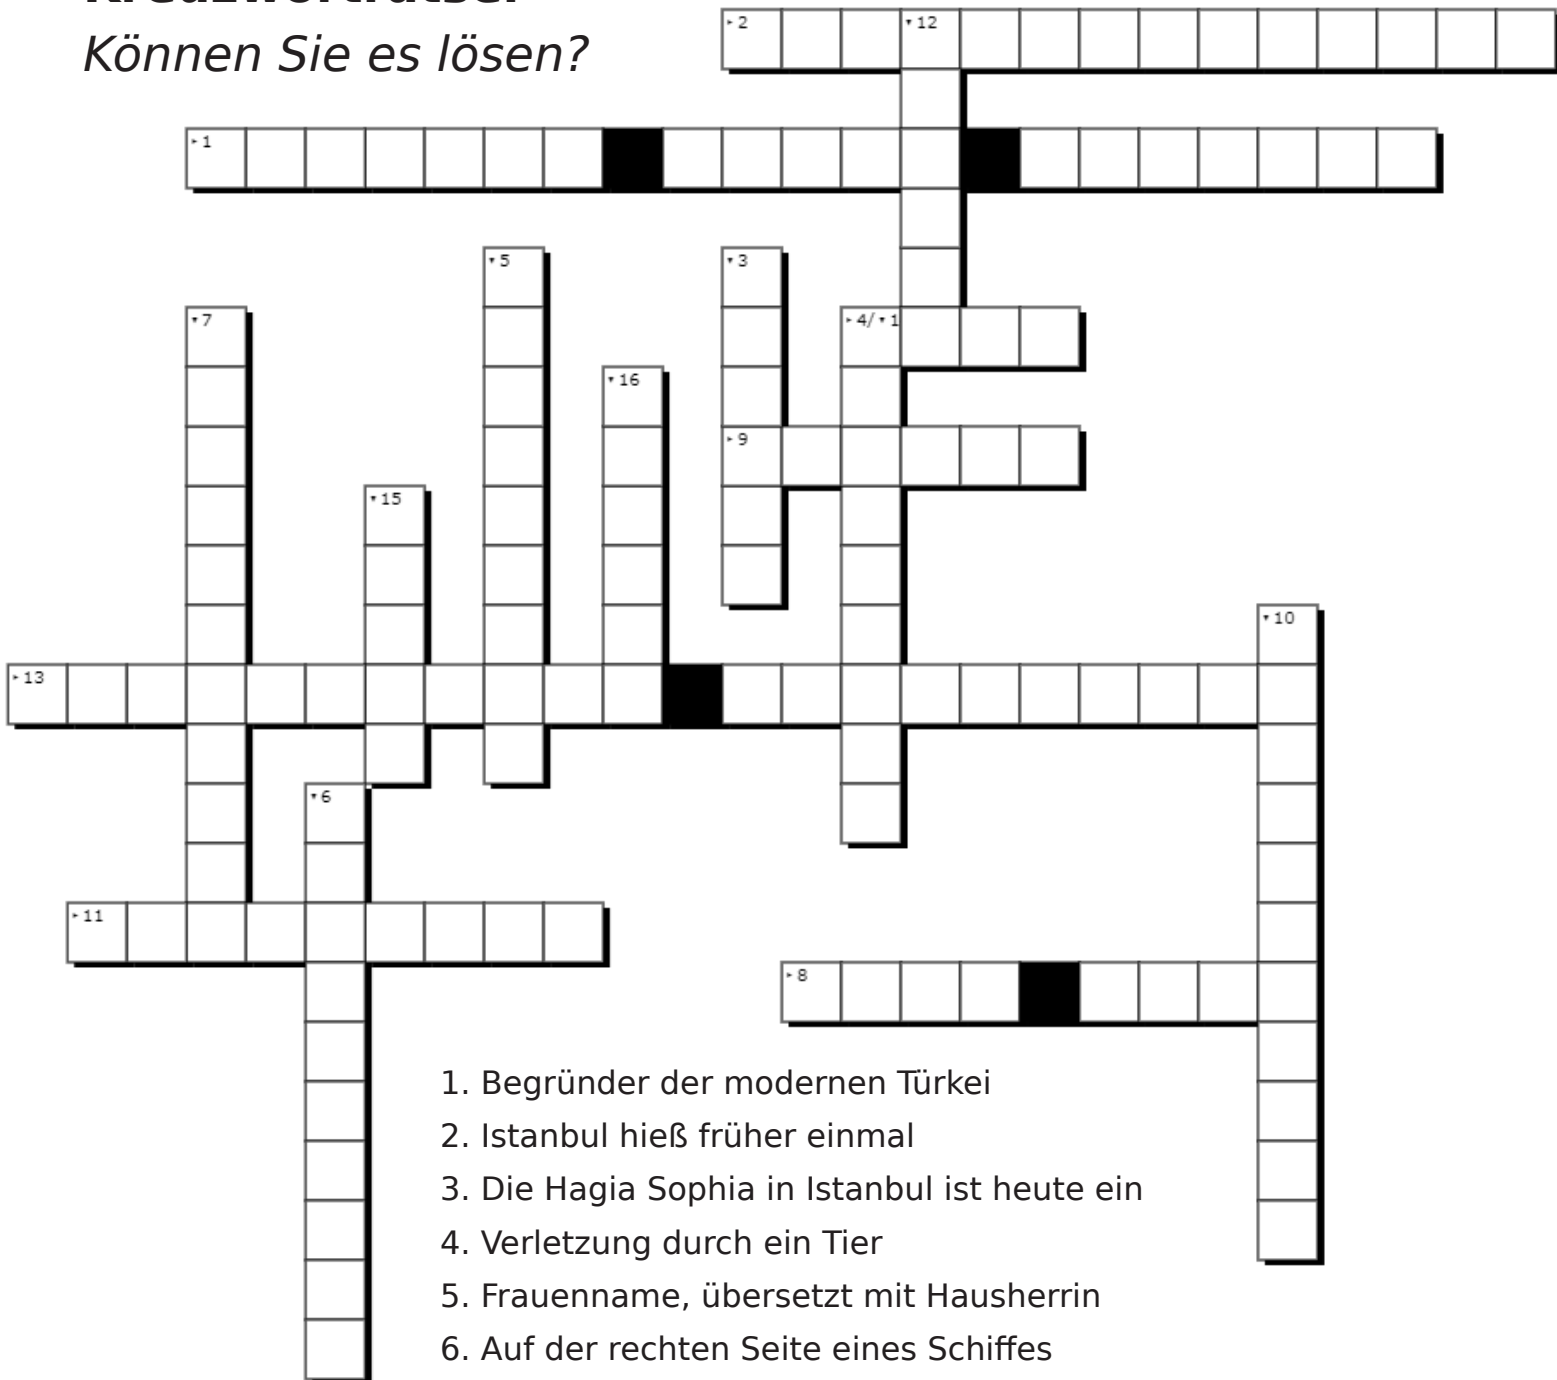 Kreuzworträtsel
Können Sie es lösen?
2 12
1
5 3
7 4/ 1
16
9
15
10
13
6
11
8
1. Begründer der modernen Türkei
2. Istanbul hieß früher einmal
3. Die Hagia Sophia in Istanbul ist heute ein
4. Verletzung durch ein Tier
5. Frauenname, übersetzt mit Hausherrin
6. Auf der rechten Seite eines Schiffes